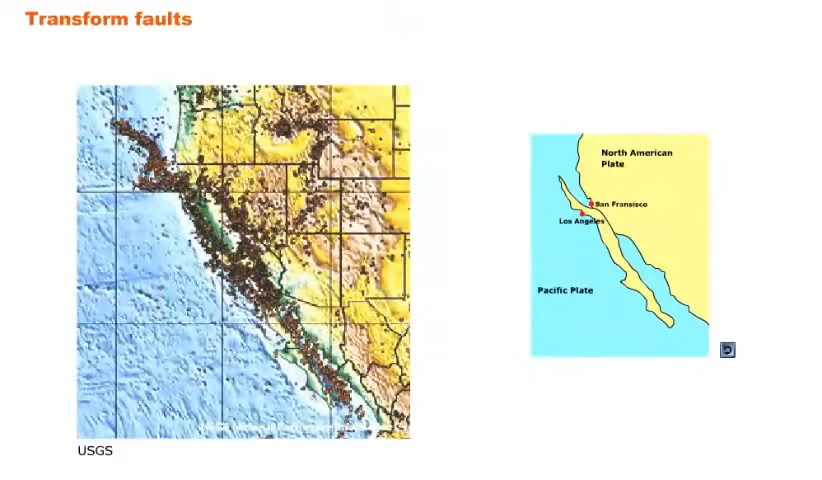 Transform faults
North American
Plate
San Fransisco
Los Angeles
Pacific Plate
USGS